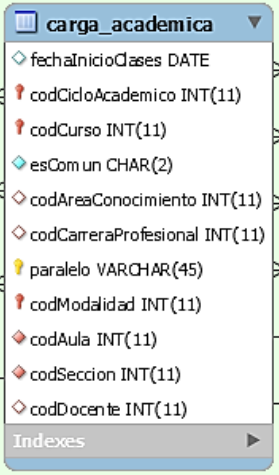 carga_academica
fechaInicioClases DATE
codCicloAcademico INT(11)
codCurso INT(11)
esComun CHAR(2)
codAreaConocimiento INT(11)
codCarreraProfesional INT(11)
paralelo VARCHAR(45)
codModalidad INT(11)
codAula INT(11)
codSeccion INT(11)
codDocente INT(11)
Indexes